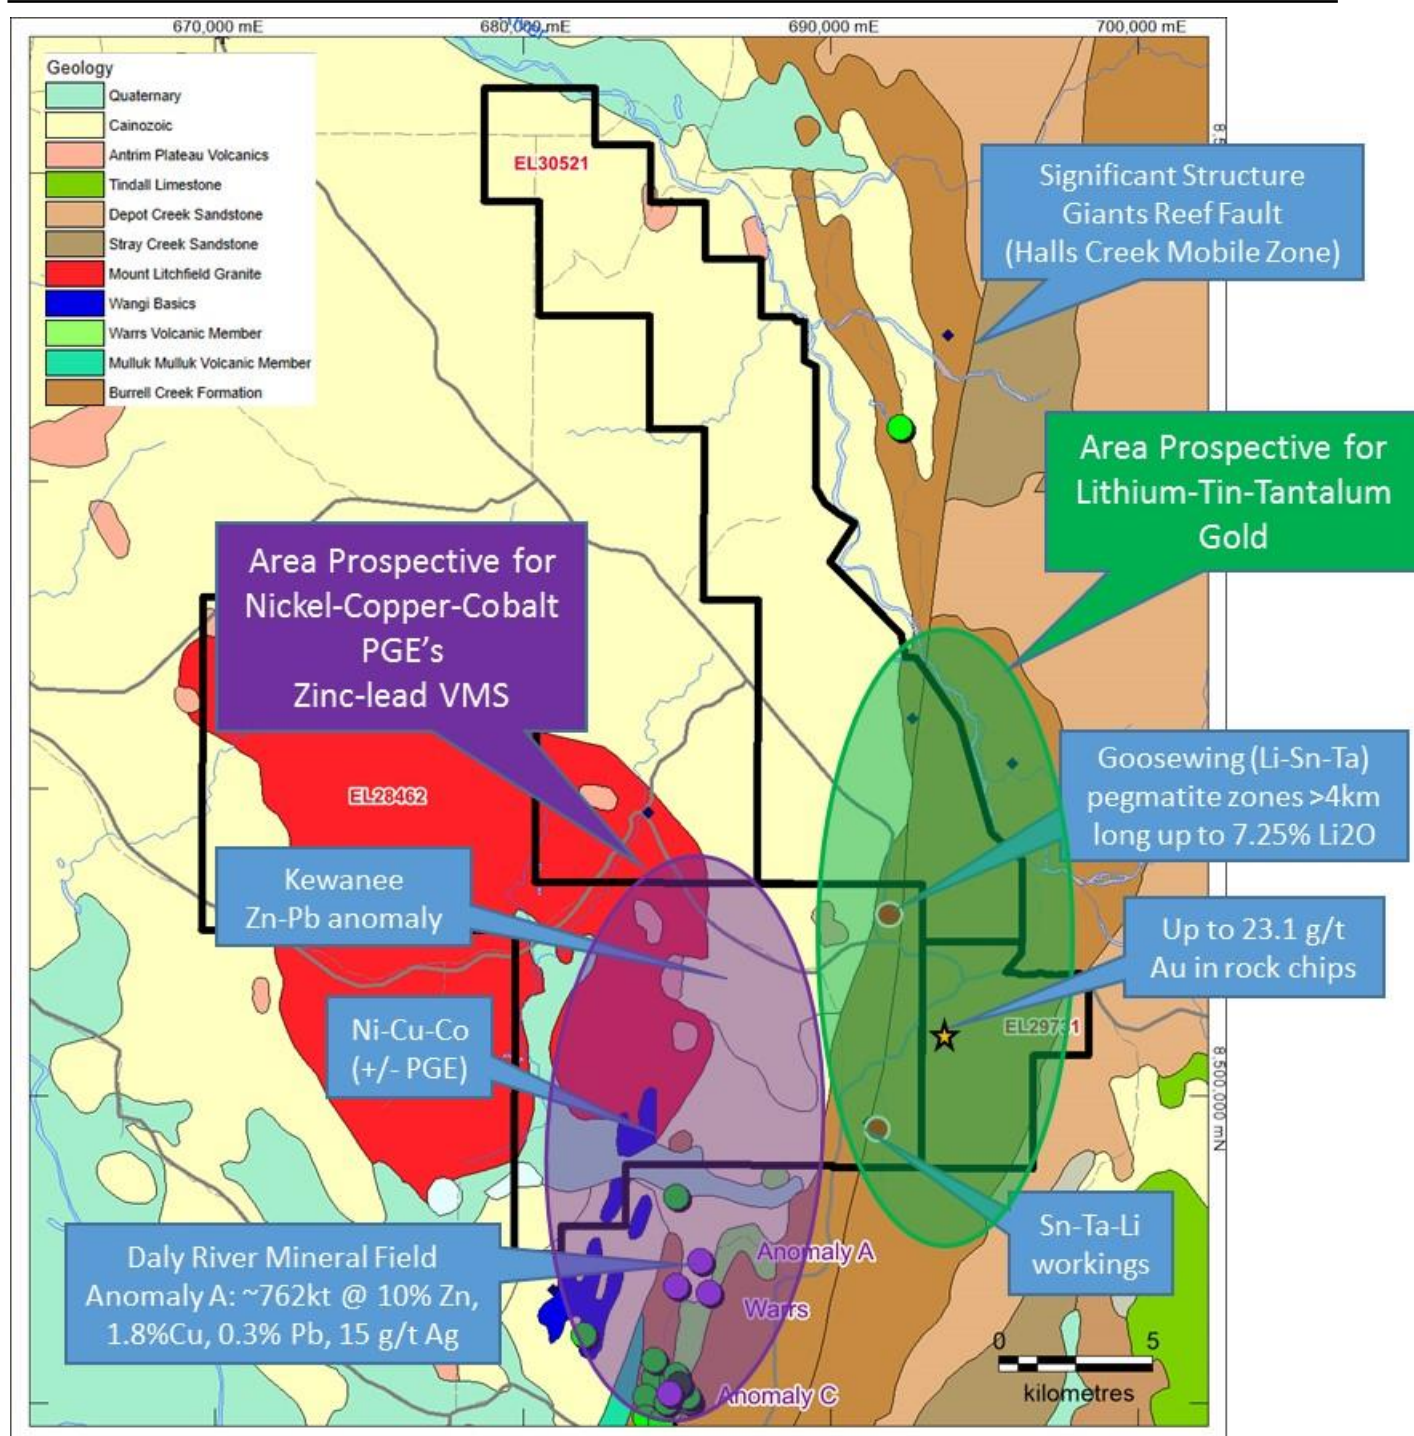 670,000 mE
680,000 mE
690,000 mE
700,000 mE
Geology
Quaternary
Cainozoic
Antrim Plateau Volcanics
Tindall Limestone
Depot Creek Sandstone
Stray Creek Sandstone
Mount Litchfield Granite
Wangi Basics
Warrs Volcanic Member
Mulluk Mulluk Volcanic Member
Burrell Creek Formation
EL30521
Significant Structure
Giants Reef Fault
(Halls Creek Mobile Zone)
Area Prospective for
Lithium-Tin-Tantalum
Gold
Area Prospective for
Nickel-Copper-Cobalt
PGE’s
Zinc-lead VMS
EL28462
Goosewing (Li-Sn-Ta)
pegmatite zones >4km
long up to 7.25% Li2O
Kewanee
Zn-Pb anomaly
Up to 23.1 g/t
Au in rock chips
Ni-Cu-Co
(+/- PGE)
EL29731
8,500,000 mN
Sn-Ta-Li
workings
Daly River Mineral Field
Anomaly A: ~762kt @ 10% Zn,
1.8%Cu, 0.3% Pb, 15 g/t Ag
Anomaly A
Warrs
Anomaly C
0 5
kilometres